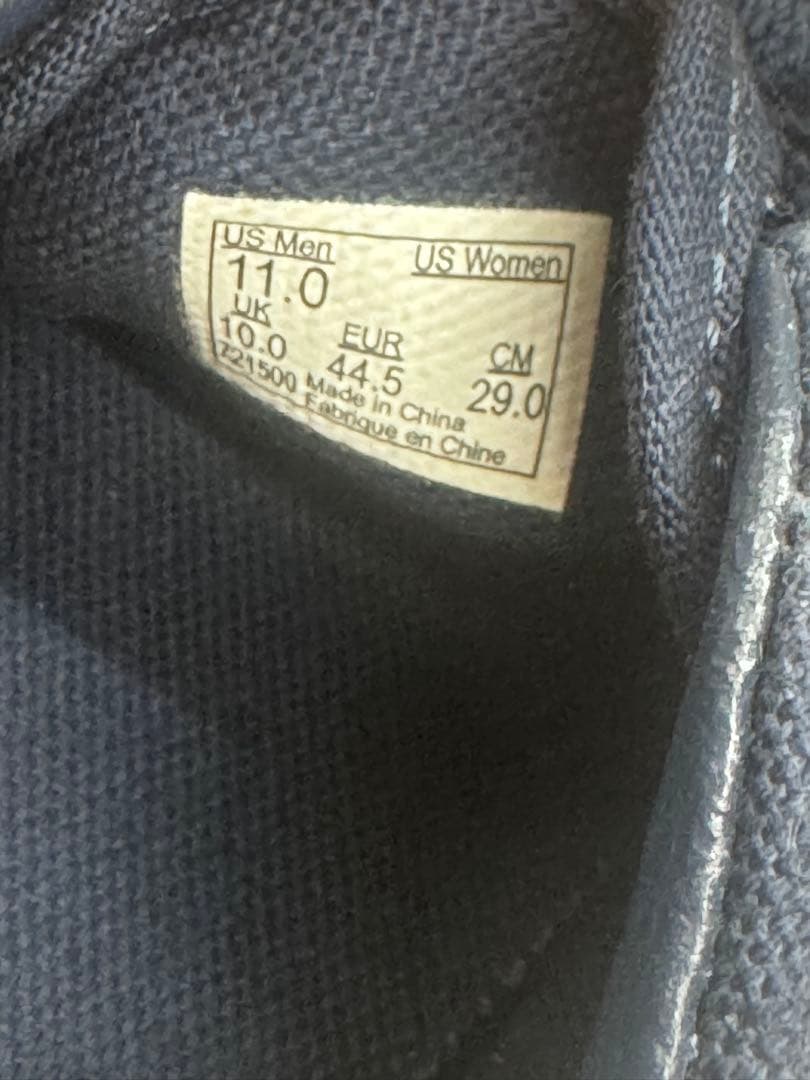 US Men US Women
11.0
UK EUR CM
10.0 44.5 29.0
721500 Made in China
Fabrique en Chine